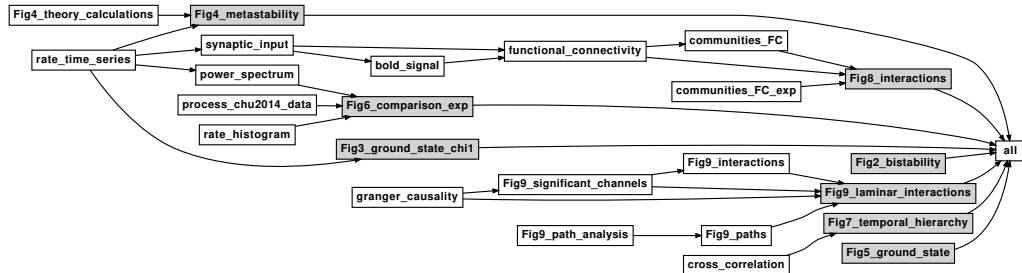 Fig4_theory_calculations
Fig4_metastability
rate_time_series
synaptic_input
bold_signal
functional_connectivity
communities_FC
power_spectrum
Fig8_interactions
communities_FC_exp
process_chu2014_data
Fig6_comparison_exp
rate_histogram
Fig3_ground_state_chi1
all
Fig2_bistability
Fig9_interactions
Fig9_significant_channels
granger_causality
Fig9_laminar_interactions
Fig7_temporal_hierarchy
Fig9_path_analysis
Fig9_paths
Fig5_ground_state
cross_correlation